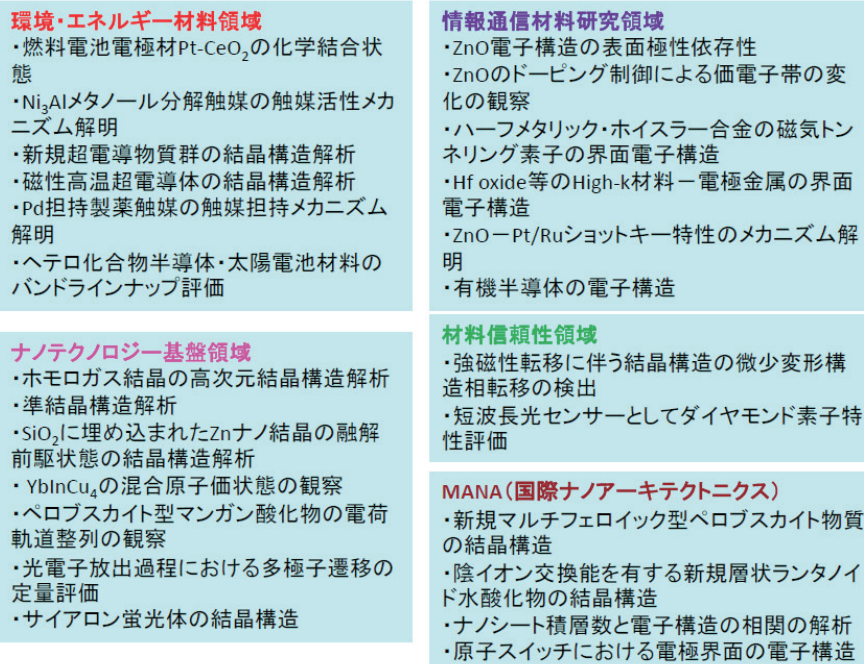 環境・エネルギー材料領域
・燃料電池電極材Pt-CeO₂の化学結合状
態
・Ni₃Alメタノール分解触媒の触媒活性メカ
ニズム解明
・新規超電導物質群の結晶構造解析
・磁性高温超電導体の結晶構造解析
・Pd担持製薬触媒の触媒担持メカニズム
解明
・ヘテロ化合物半導体・太陽電池材料の
バンドラインナップ評価
ナノテクノロジー基盤領域
・ホモロガス結晶の高次元結晶構造解析
・準結晶構造解析
・SiO₂に埋め込まれたZnナノ結晶の融解
前駆状態の結晶構造解析
・YbInCu₄の混合原子価状態の観察
・ペロブスカイト型マンガン酸化物の電荷
軌道整列の観察
・光電子放出過程における多極子遷移の
定量評価
・サイアロン蛍光体の結晶構造
情報通信材料研究領域
・ZnO電子構造の表面極性依存性
・ZnOのドーピング制御による価電子帯の変
化の観察
・ハーフメタリック・ホイスラー合金の磁気トン
ネリング素子の界面電子構造
・Hf oxide等のHigh-k材料－電極金属の界面
電子構造
・ZnO－Pt/Ruショットキー特性のメカニズム解
明
・有機半導体の電子構造
材料信頼性領域
・強磁性転移に伴う結晶構造の微少変形構
造相転移の検出
・短波長光センサーとしてダイヤモンド素子特
性評価
MANA（国際ナノアーキテクトニクス）
・新規マルチフェロイック型ペロブスカイト物質
の結晶構造
・陰イオン交換能を有する新規層状ランタノイ
ド水酸化物の結晶構造
・ナノシート積層数と電子構造の相関の解析
・原子スイッチにおける電極界面の電子構造